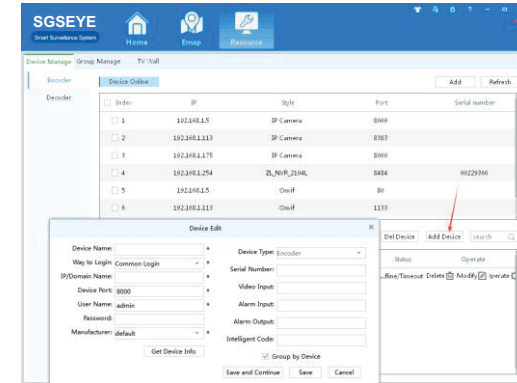 SGSEYE
Smart Surveillance System
Home
Emap
Resource
Device Manage Group Manage TV Wall
Encoder
Decoder
Device Online
Add Refresh
Index IP Style Port Serial number
1 192.168.1.5 IP Camera 8000
2 192.168.1.113 IP Camera 8383
3 192.168.1.175 IP Camera 8000
4 192.168.1.254 ZL_NVR_2104L 8484 00229366
5 192.168.1.5 Onvif 80
6 192.168.1.113 Onvif 1133
Device Edit ×
Del Device Add Device search
Status Operate
...ffline/Timeout Delete Modify
Device Name: *
Way to Login: Common Login *
IP/Domain Name: *
Device Port: 8000 *
User Name: admin *
Password:
Manufacturer: default *
Get Device Info
Device Type: Encoder
Serial Number:
Video Input:
Alarm Input:
Alarm Output:
Intelligent Code:
Group by Device
Save and Continue Save Cancel